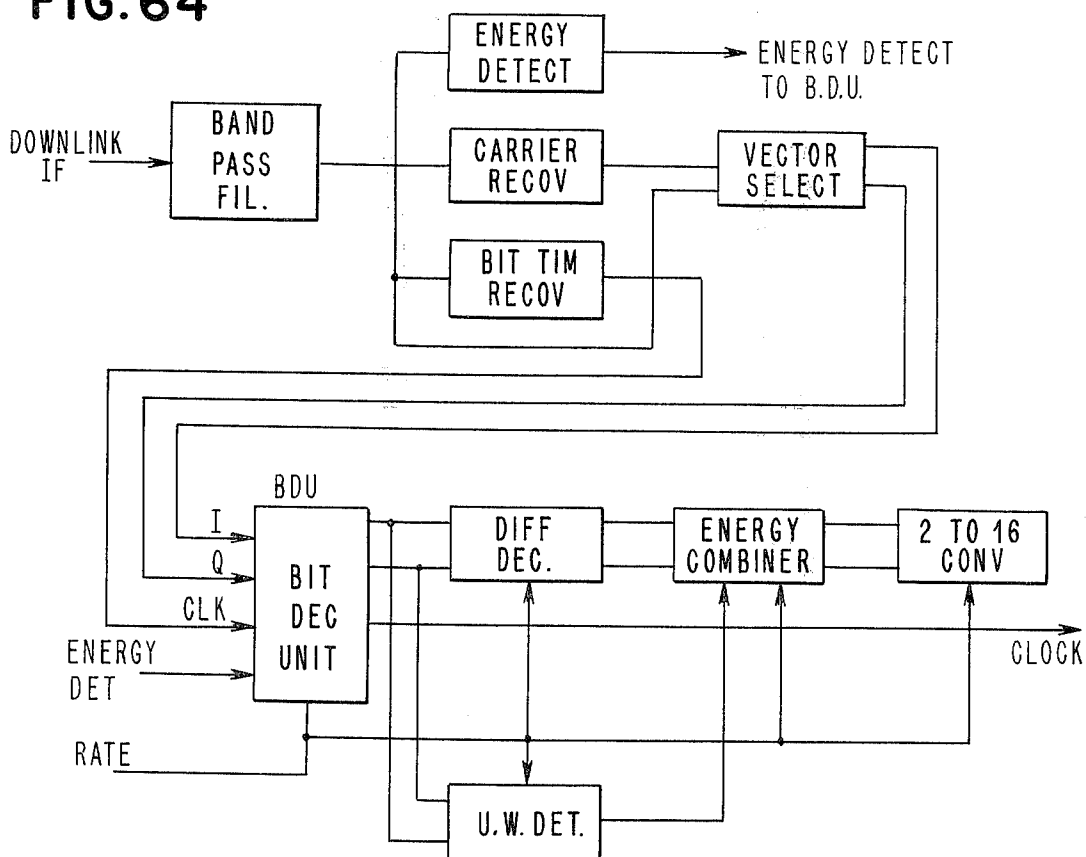 FIG. 64
ENERGY
DETECT
ENERGY DETECT
TO B.D.U.
DOWNLINK
IF
BAND
PASS
FIL.
CARRIER
RECOV
VECTOR
SELECT
BIT TIM
RECOV
BDU
I
Q
CLK
ENERGY
DET
RATE
BIT
DEC
UNIT
DIFF
DEC.
ENERGY
COMBINER
2 TO 16
CONV
CLOCK
U.W. DET.